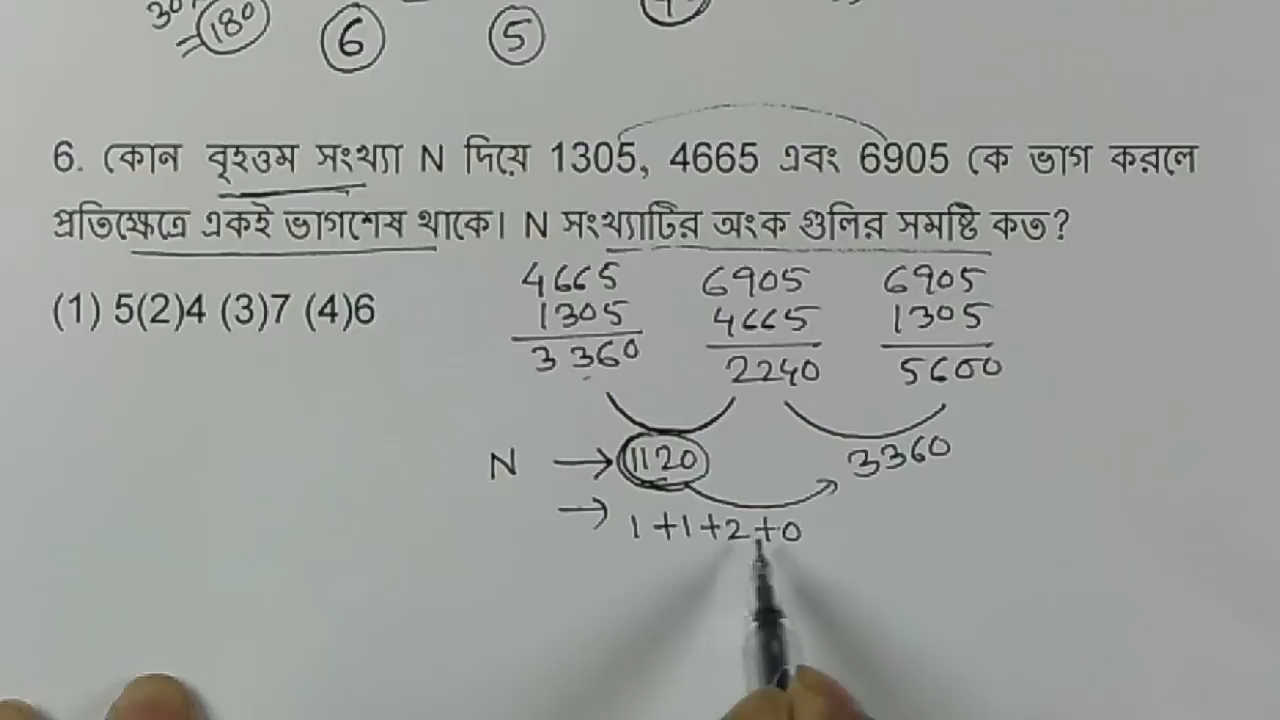 30
=180 6 5
6. কোন বৃহত্তম সংখ্যা N দিয়ে 1305, 4665 এবং 6905 কে ভাগ করলে
প্রতিক্ষেত্রে একই ভাগশেষ থাকে। N সংখ্যাটির অংক গুলির সমষ্টি কত?
(1) 5(2)4 (3)7 (4)6
4665 6905 6905
1305 4665 1305
3360 2240 5600
N → 1120 3360
→ 1+1+2+0